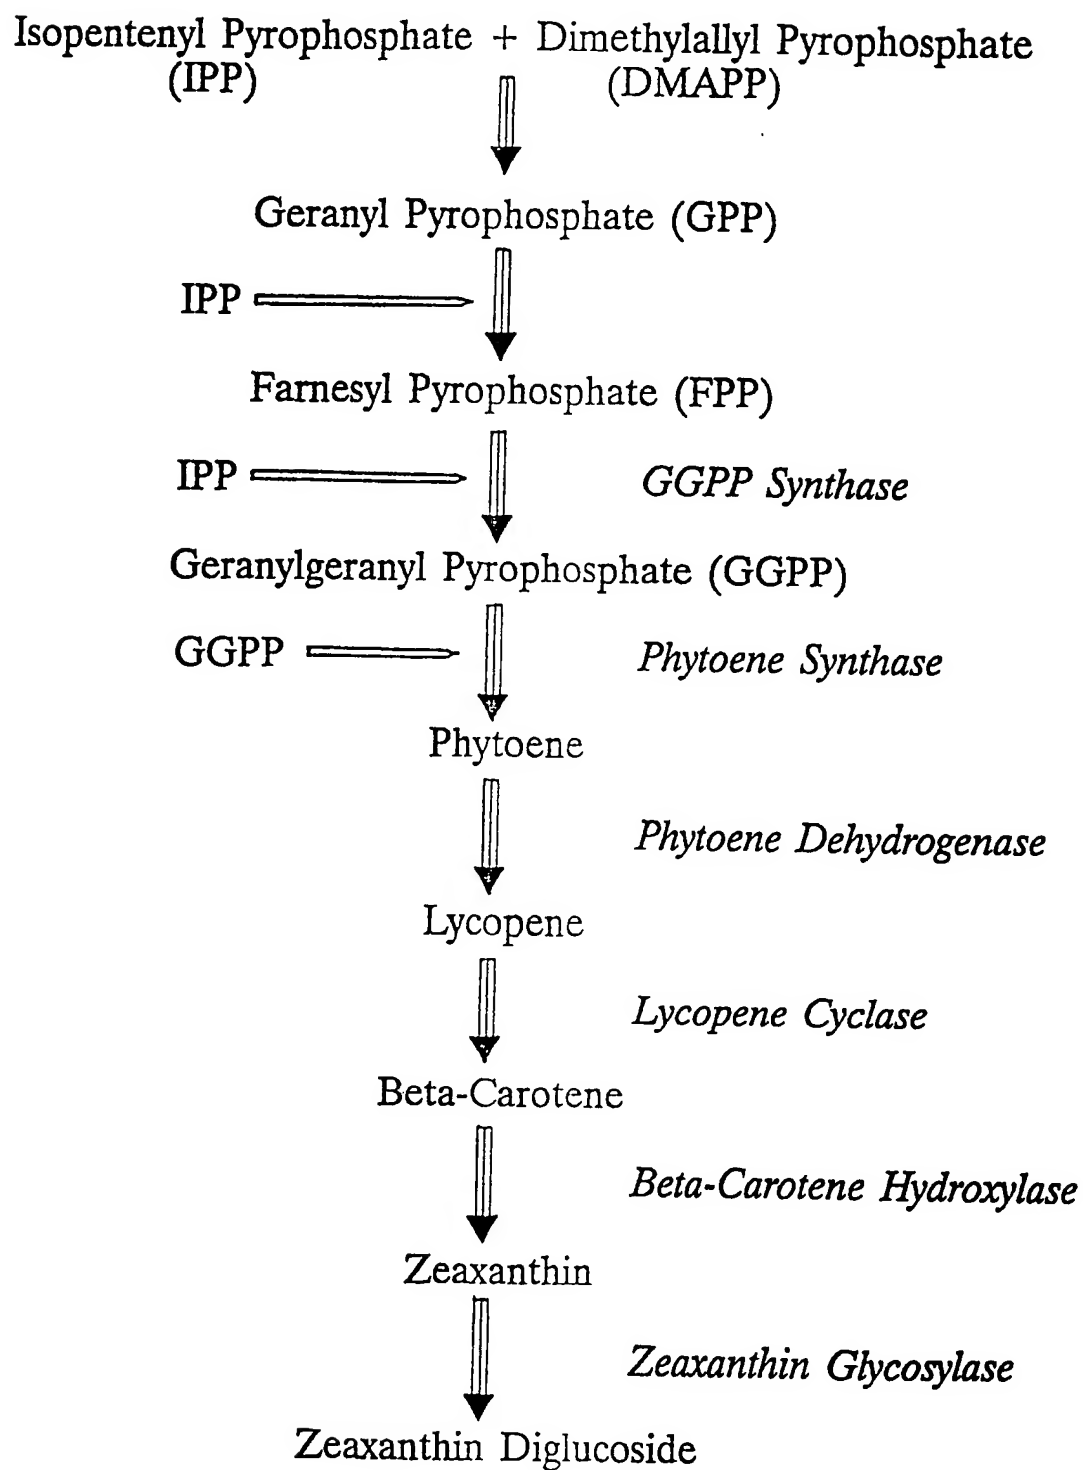 Isopentenyl Pyrophosphate + Dimethylallyl Pyrophosphate
(IPP) (DMAPP)
Geranyl Pyrophosphate (GPP)
IPP
Farnesyl Pyrophosphate (FPP)
IPP GGPP Synthase
Geranylgeranyl Pyrophosphate (GGPP)
GGPP Phytoene Synthase
Phytoene
Phytoene Dehydrogenase
Lycopene
Lycopene Cyclase
Beta-Carotene
Beta-Carotene Hydroxylase
Zeaxanthin
Zeaxanthin Glycosylase
Zeaxanthin Diglucoside